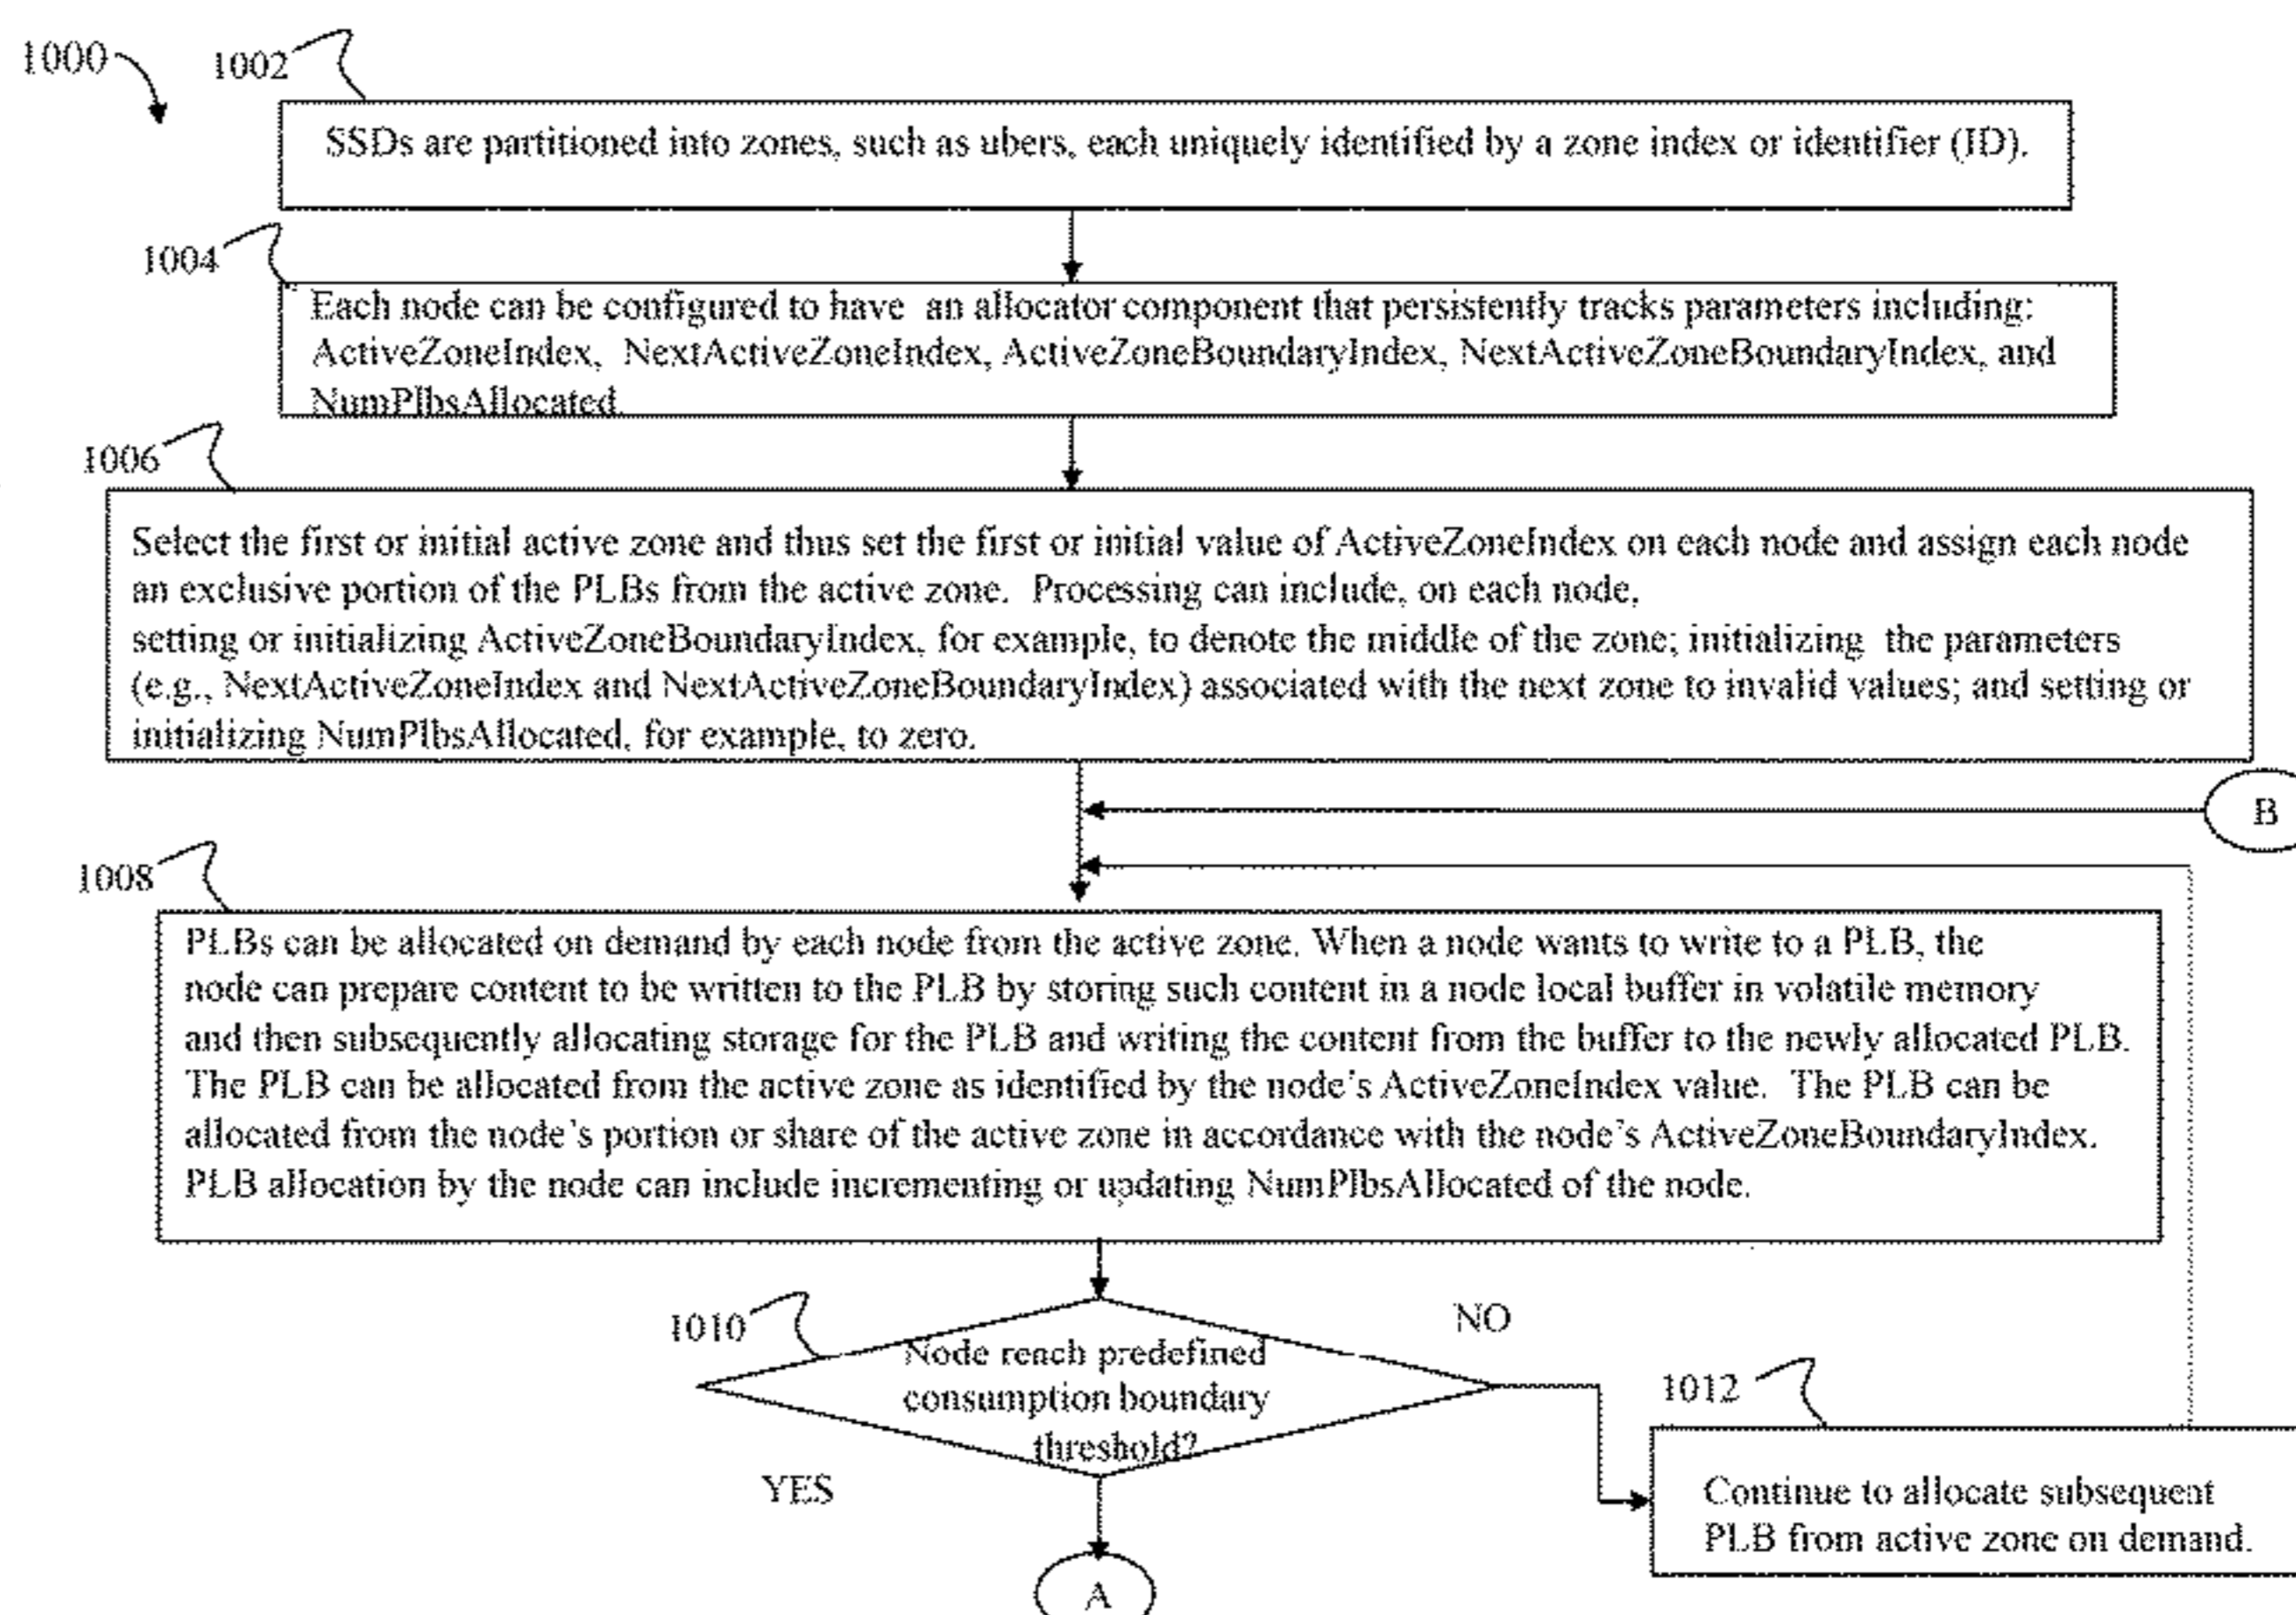 1000
1002
SSDs are partitioned into zones, such as ubers, each uniquely identified by a zone index or identifier (ID).
1004
Each node can be configured to have an allocator component that persistently tracks parameters including:
ActiveZoneIndex, NextActiveZoneIndex, ActiveZoneBoundaryIndex, NextActiveZoneBoundaryIndex, and
NumPlbsAllocated.
1006
Select the first or initial active zone and thus set the first or initial value of ActiveZoneIndex on each node and assign each node
an exclusive portion of the PLBs from the active zone. Processing can include, on each node,
setting or initializing ActiveZoneBoundaryIndex, for example, to denote the middle of the zone; initializing the parameters
(e.g., NextActiveZoneIndex and NextActiveZoneBoundaryIndex) associated with the next zone to invalid values; and setting or
initializing NumPlbsAllocated, for example, to zero.
B
1008
PLBs can be allocated on demand by each node from the active zone. When a node wants to write to a PLB, the
node can prepare content to be written to the PLB by storing such content in a node local buffer in volatile memory
and then subsequently allocating storage for the PLB and writing the content from the buffer to the newly allocated PLB.
The PLB can be allocated from the active zone as identified by the node's ActiveZoneIndex value. The PLB can be
allocated from the node's portion or share of the active zone in accordance with the node's ActiveZoneBoundaryIndex.
PLB allocation by the node can include incrementing or updating NumPlbsAllocated of the node.
1010
Node reach predefined
consumption boundary
threshold?
NO
YES
1012
Continue to allocate subsequent
PLB from active zone on demand.
A